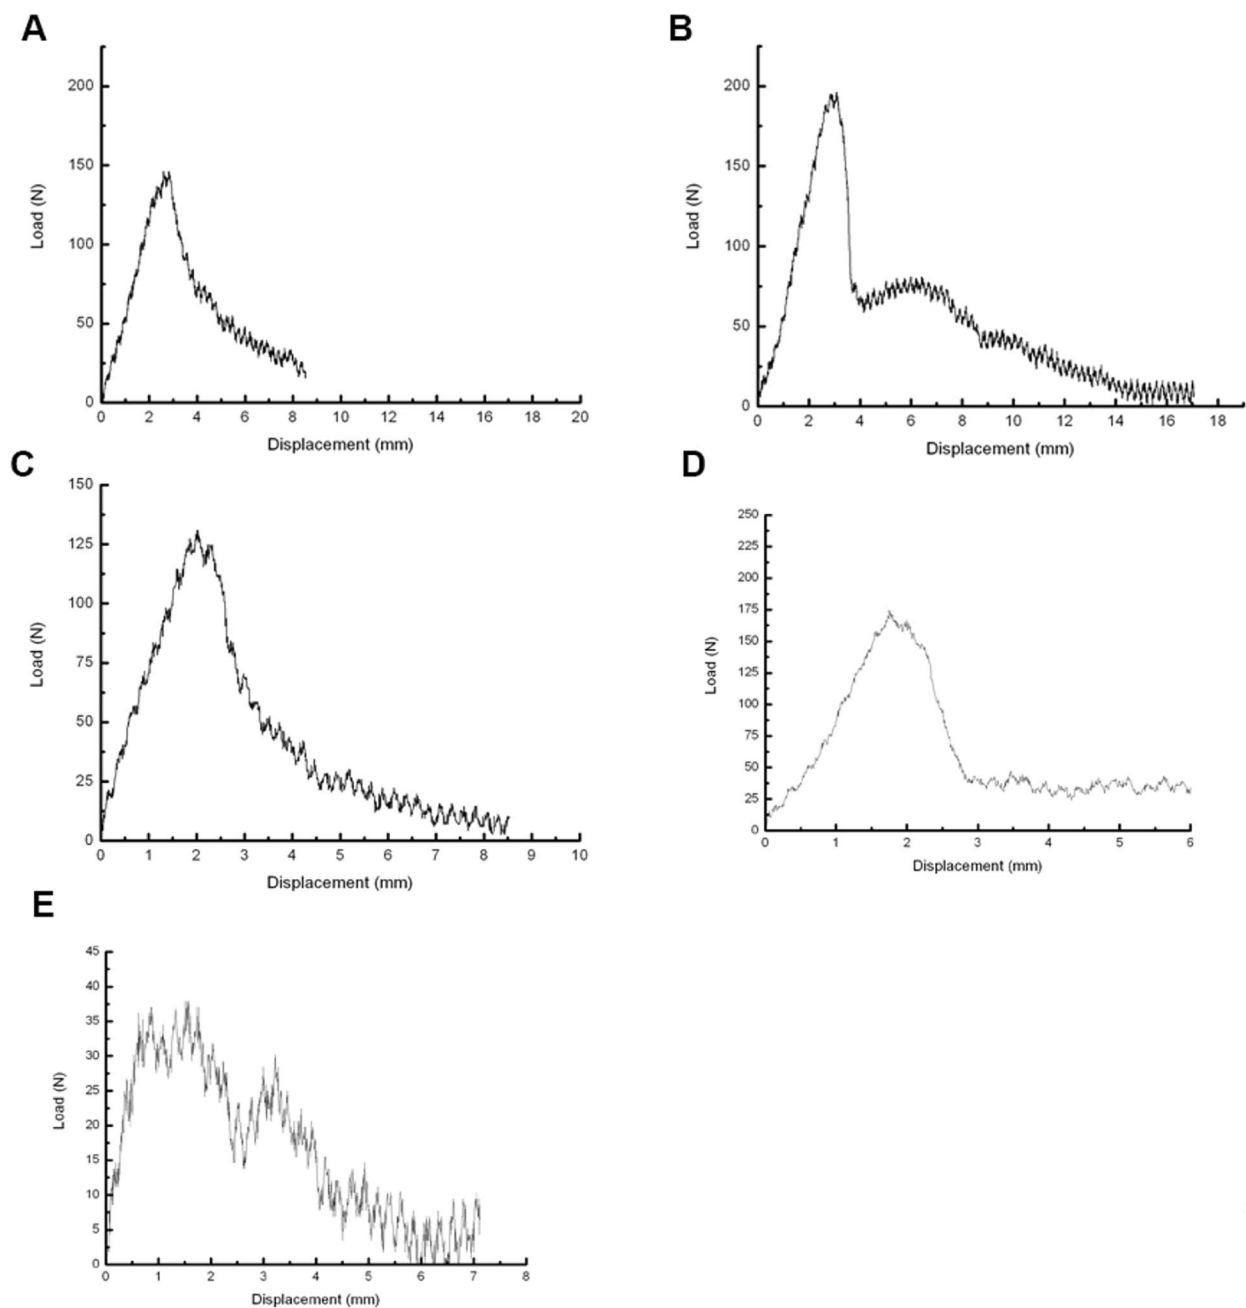 A
200
150
100
50
0
0 2 4 6 8 10 12 14 16 18 20
Load (N)
Displacement (mm)
B
200
150
100
50
0
0 2 4 6 8 10 12 14 16 18
Load (N)
Displacement (mm)
C
150
125
100
75
50
25
0
0 1 2 3 4 5 6 7 8 9 10
Load (N)
Displacement (mm)
D
250
225
200
175
150
125
100
75
50
25
0
0 1 2 3 4 5 6
Load (N)
Displacement (mm)
E
45
40
35
30
25
20
15
10
5
0
0 1 2 3 4 5 6 7 8
Load (N)
Displacement (mm)